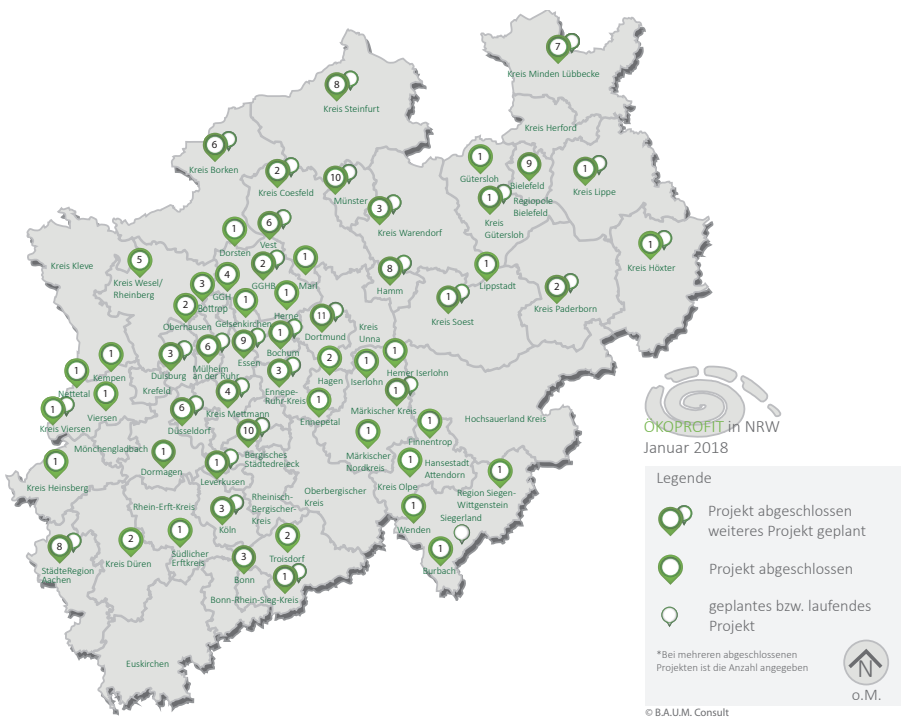 7
Kreis Minden Lübbecke
8
Kreis Steinfurt
Kreis Herford
6
Kreis Borken
2
Kreis Coesfeld
10
Münster
3
Kreis Warendorf
1
Gütersloh
9
Bielefeld
Regiopole
Bielefeld
1
Kreis
Gütersloh
1
Kreis Lippe
1
Kreis Höxter
1
Dorsten
6
Vest
Kreis Kleve
5
Kreis Wesel/
Rheinberg
4
GGH
2
GGHB
1
Marl
3
Bottrop
2
Oberhausen
1
Gelsenkirchen
1
Herne
8
Hamm
1
Lippstadt
1
Kreis Soest
2
Kreis Paderborn
11
Dortmund
Kreis
Unna
3
Duisburg
6
Mülheim
an der Ruhr
9
Essen
1
Bochum
3
Ennepe-
Ruhr-Kreis
2
Hagen
1
Iserlohn
1
Hemer Iserlohn
1
Märkischer Kreis
1
Kempen
1
Nettetal
Krefeld
1
Viersen
1
Kreis Viersen
6
Düsseldorf
4
Kreis Mettmann
1
Ennepetal
1
Märkischer
Nordkreis
1
Finnentrop
Hochsauerland Kreis
Mönchengladbach
10
Bergisches
Städtedreieck
1
Dormagen
1
Leverkusen
1
Kreis Heinsberg
Hansestadt
Attendorn
1
Kreis Olpe
1
Region Siegen-
Wittgenstein
Siegerland
1
Wenden
1
Burbach
Rhein-Erft-Kreis
3
Köln
Rheinisch-
Bergischer-
Kreis
Oberbergischer
Kreis
8
StädteRegion
Aachen
2
Kreis Düren
1
Südlicher
Erftkreis
3
Bonn
2
Troisdorf
1
Bonn-Rhein-Sieg-Kreis
Euskirchen
ÖKOPROFIT in NRW
Januar 2018
Legende
Projekt abgeschlossen
weiteres Projekt geplant
Projekt abgeschlossen
geplantes bzw. laufendes
Projekt
*Bei mehreren abgeschlossenen
Projekten ist die Anzahl angegeben
N
o.M.
© B.A.U.M. Consult